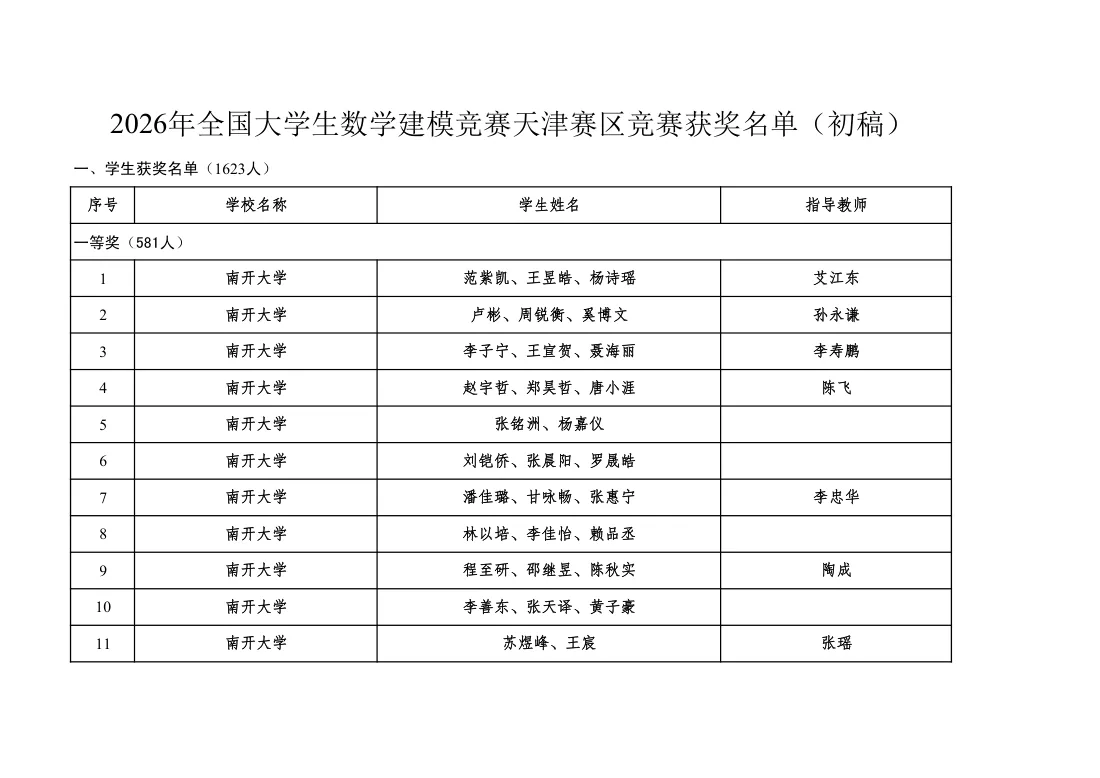 2026年全国大学生数学建模竞赛天津赛区竞赛获奖名单（初稿）
一、学生获奖名单（1623人）
序号 学校名称 学生姓名 指导教师
一等奖（581人）
1 南开大学 范紫凯、王昱皓、杨诗瑶 艾江东
2 南开大学 卢彬、周锐衡、奚博文 孙永谦
3 南开大学 李子宁、王宣贺、聂海丽 李寿鹏
4 南开大学 赵宇哲、郑昊哲、唐小涯 陈飞
5 南开大学 张铭洲、杨嘉仪
6 南开大学 刘铠侨、张晨阳、罗晟皓
7 南开大学 潘佳璐、甘咏畅、张惠宁 李忠华
8 南开大学 林以培、李佳怡、赖品丞
9 南开大学 程至研、邵继昱、陈秋实 陶成
10 南开大学 李善东、张天译、黄子豪
11 南开大学 苏煜峰、王宸 张瑶